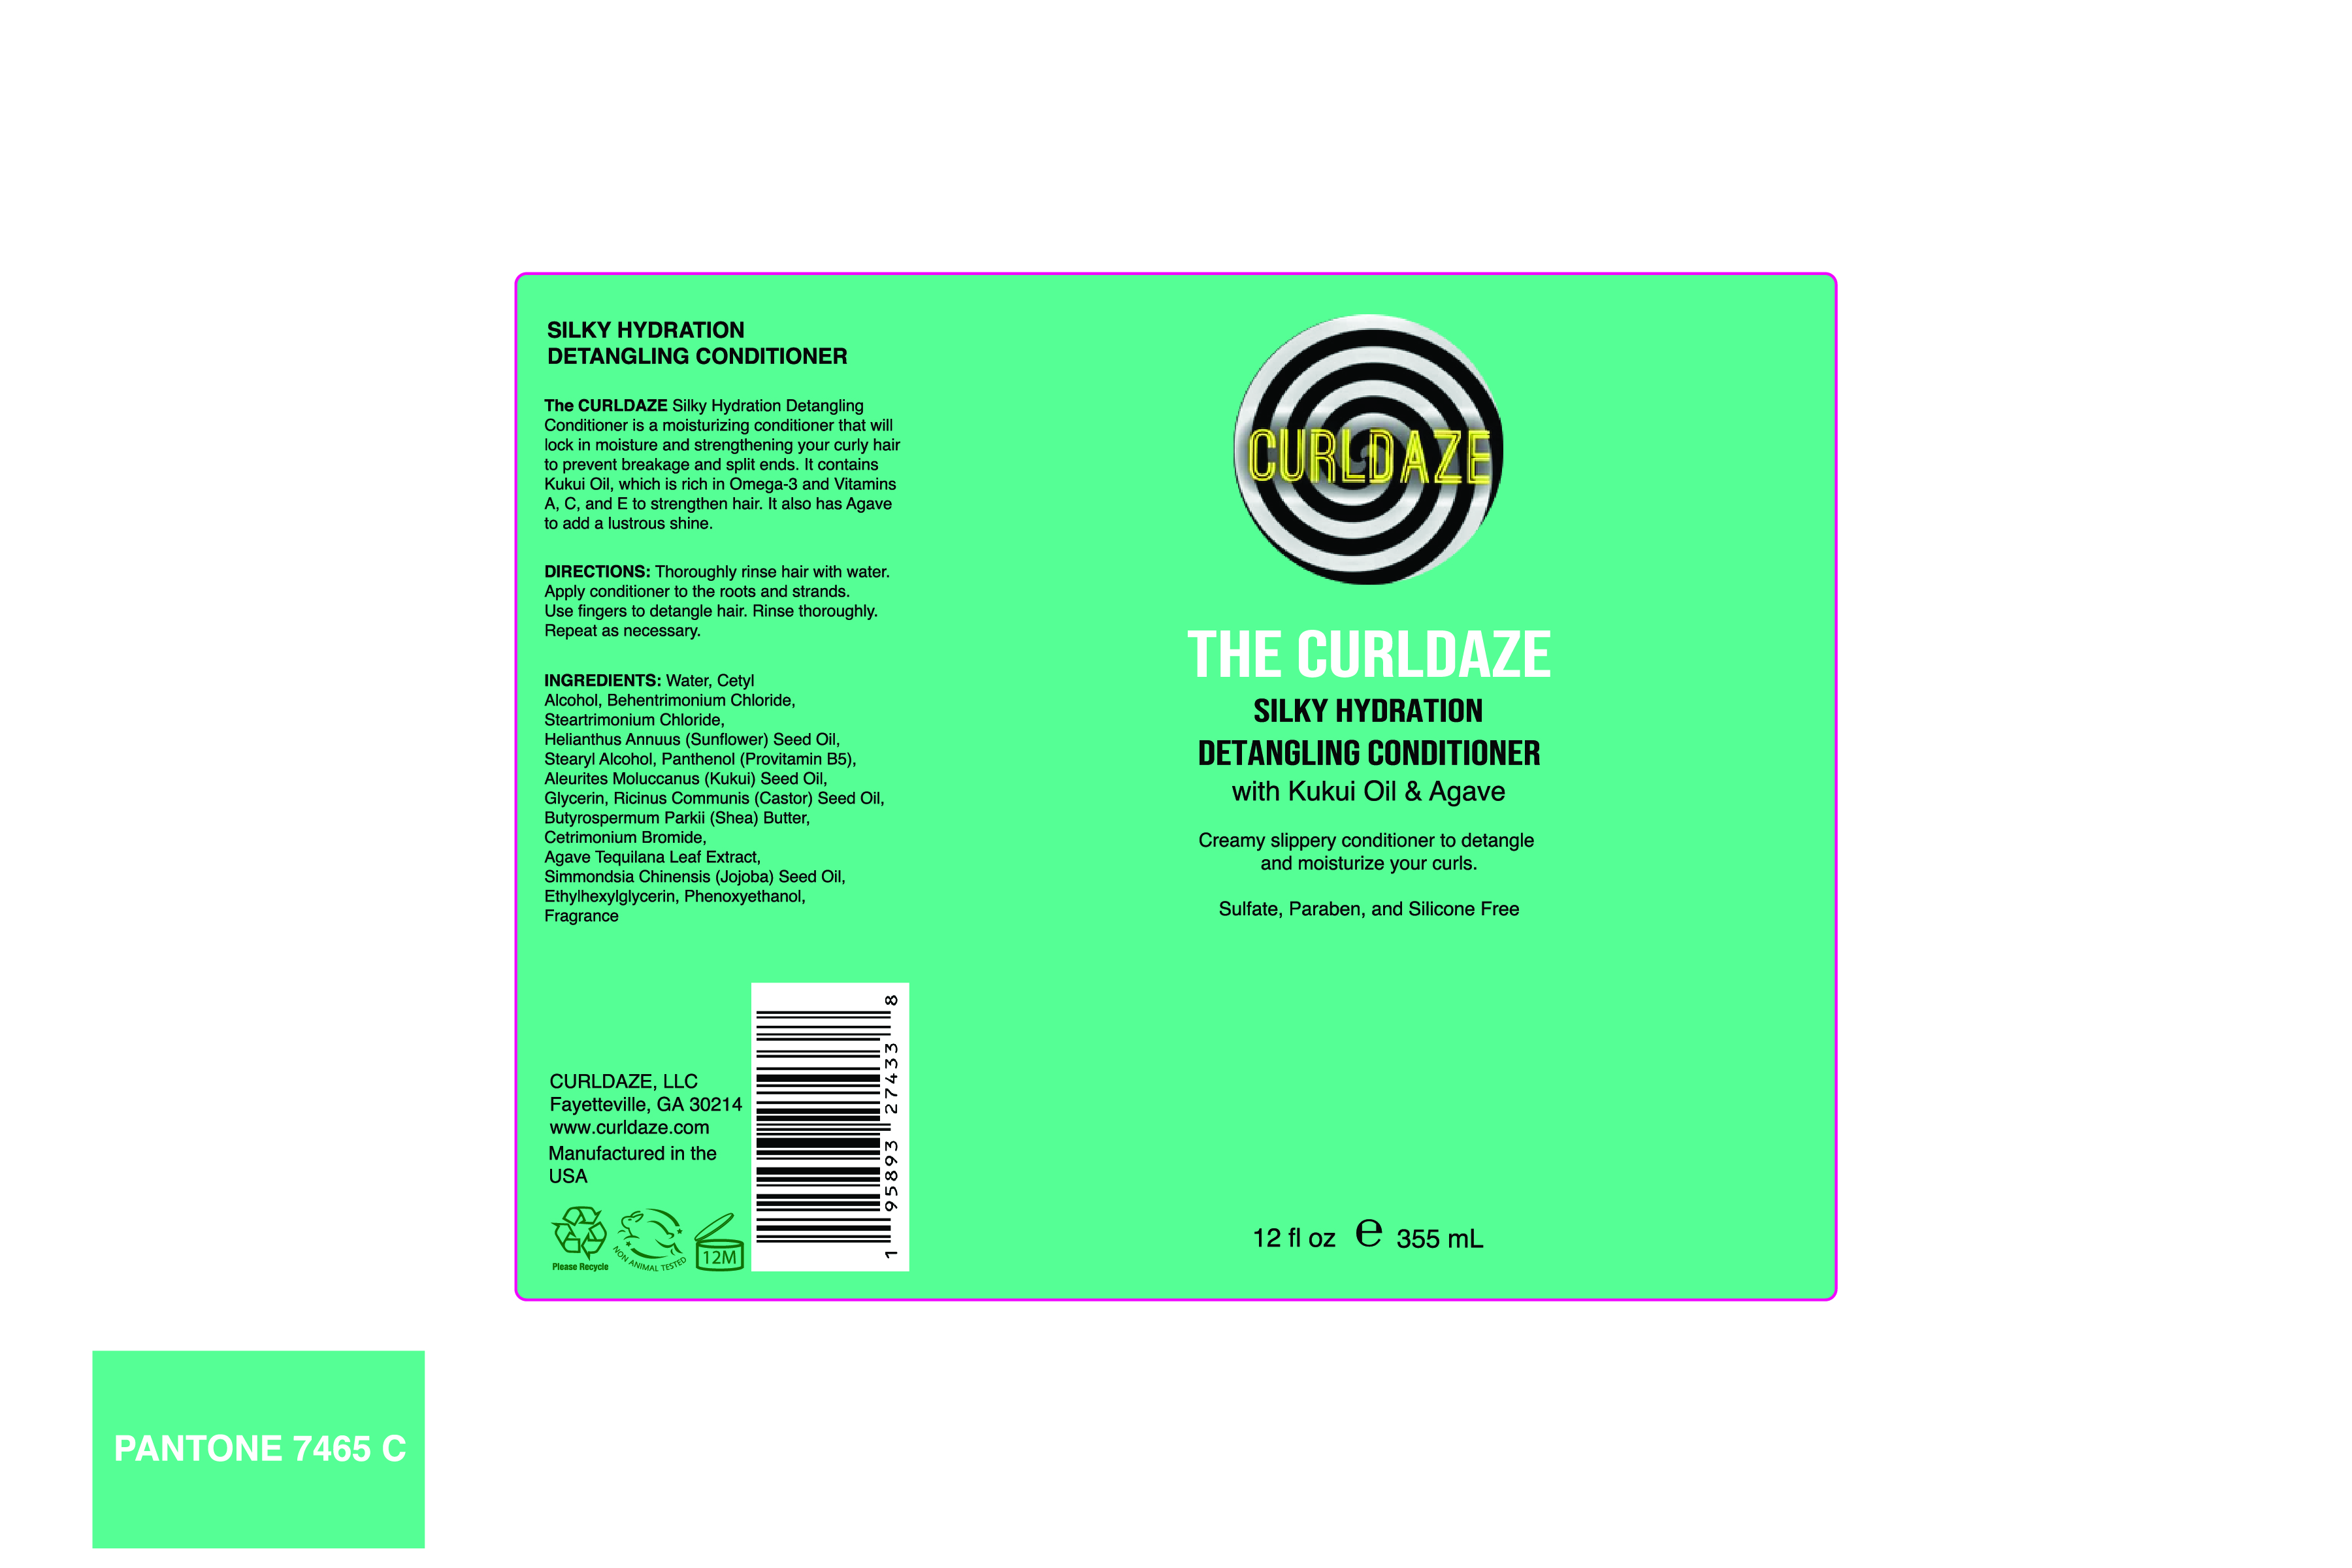 SILKY HYDRATION
DETANGLING CONDITIONER
The CURLDAZE Silky Hydration Detangling
Conditioner is a moisturizing conditioner that will
lock in moisture and strengthening your curly hair
to prevent breakage and split ends. It contains
Kukui Oil, which is rich in Omega-3 and Vitamins
A, C, and E to strengthen hair. It also has Agave
to add a lustrous shine.
DIRECTIONS: Thoroughly rinse hair with water.
Apply conditioner to the roots and strands.
Use fingers to detangle hair. Rinse thoroughly.
Repeat as necessary.
INGREDIENTS: Water, Cetyl
Alcohol, Behentrimonium Chloride,
Steartrimonium Chloride,
Helianthus Annuus (Sunflower) Seed Oil,
Stearyl Alcohol, Panthenol (Provitamin B5),
Aleurites Moluccanus (Kukui) Seed Oil,
Glycerin, Ricinus Communis (Castor) Seed Oil,
Butyrospermum Parkii (Shea) Butter,
Cetrimonium Bromide,
Agave Tequilana Leaf Extract,
Simmondsia Chinensis (Jojoba) Seed Oil,
Ethylhexylglycerin, Phenoxyethanol,
Fragrance
CURLDAZE, LLC
Fayetteville, GA 30214
www.curldaze.com
Manufactured in the
USA
Please Recycle
NON ANIMAL TESTED
12M
1 95893 27433 8
CURLDAZE
THE CURLDAZE
SILKY HYDRATION
DETANGLING CONDITIONER
with Kukui Oil & Agave
Creamy slippery conditioner to detangle
and moisturize your curls.
Sulfate, Paraben, and Silicone Free
12 fl oz ℮ 355 mL
PANTONE 7465 C